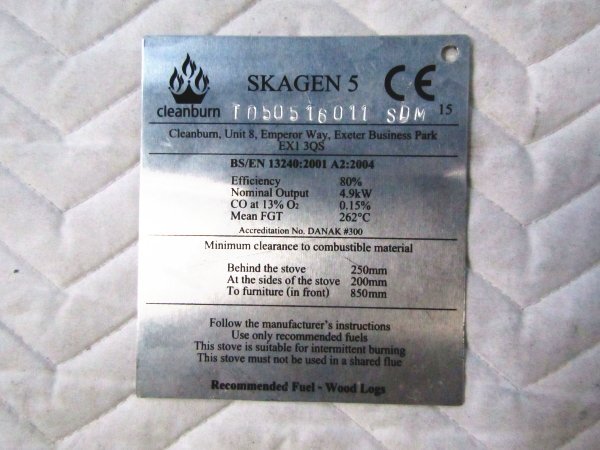 SKAGEN 5 CE
cleanburn T050516011 SDM 15
Cleanburn, Unit 8, Emperor Way, Exeter Business Park
EX1 3QS
BS/EN 13240:2001 A2:2004
Efficiency 80%
Nominal Output 4.9kW
CO at 13% O₂ 0.15%
Mean FGT 262°C
Accreditation No. DANAK #300
Minimum clearance to combustible material
Behind the stove 250mm
At the sides of the stove 200mm
To furniture (in front) 850mm
Follow the manufacturer's instructions
Use only recommended fuels
This stove is suitable for intermittent burning
This stove must not be used in a shared flue
Recommended Fuel - Wood Logs